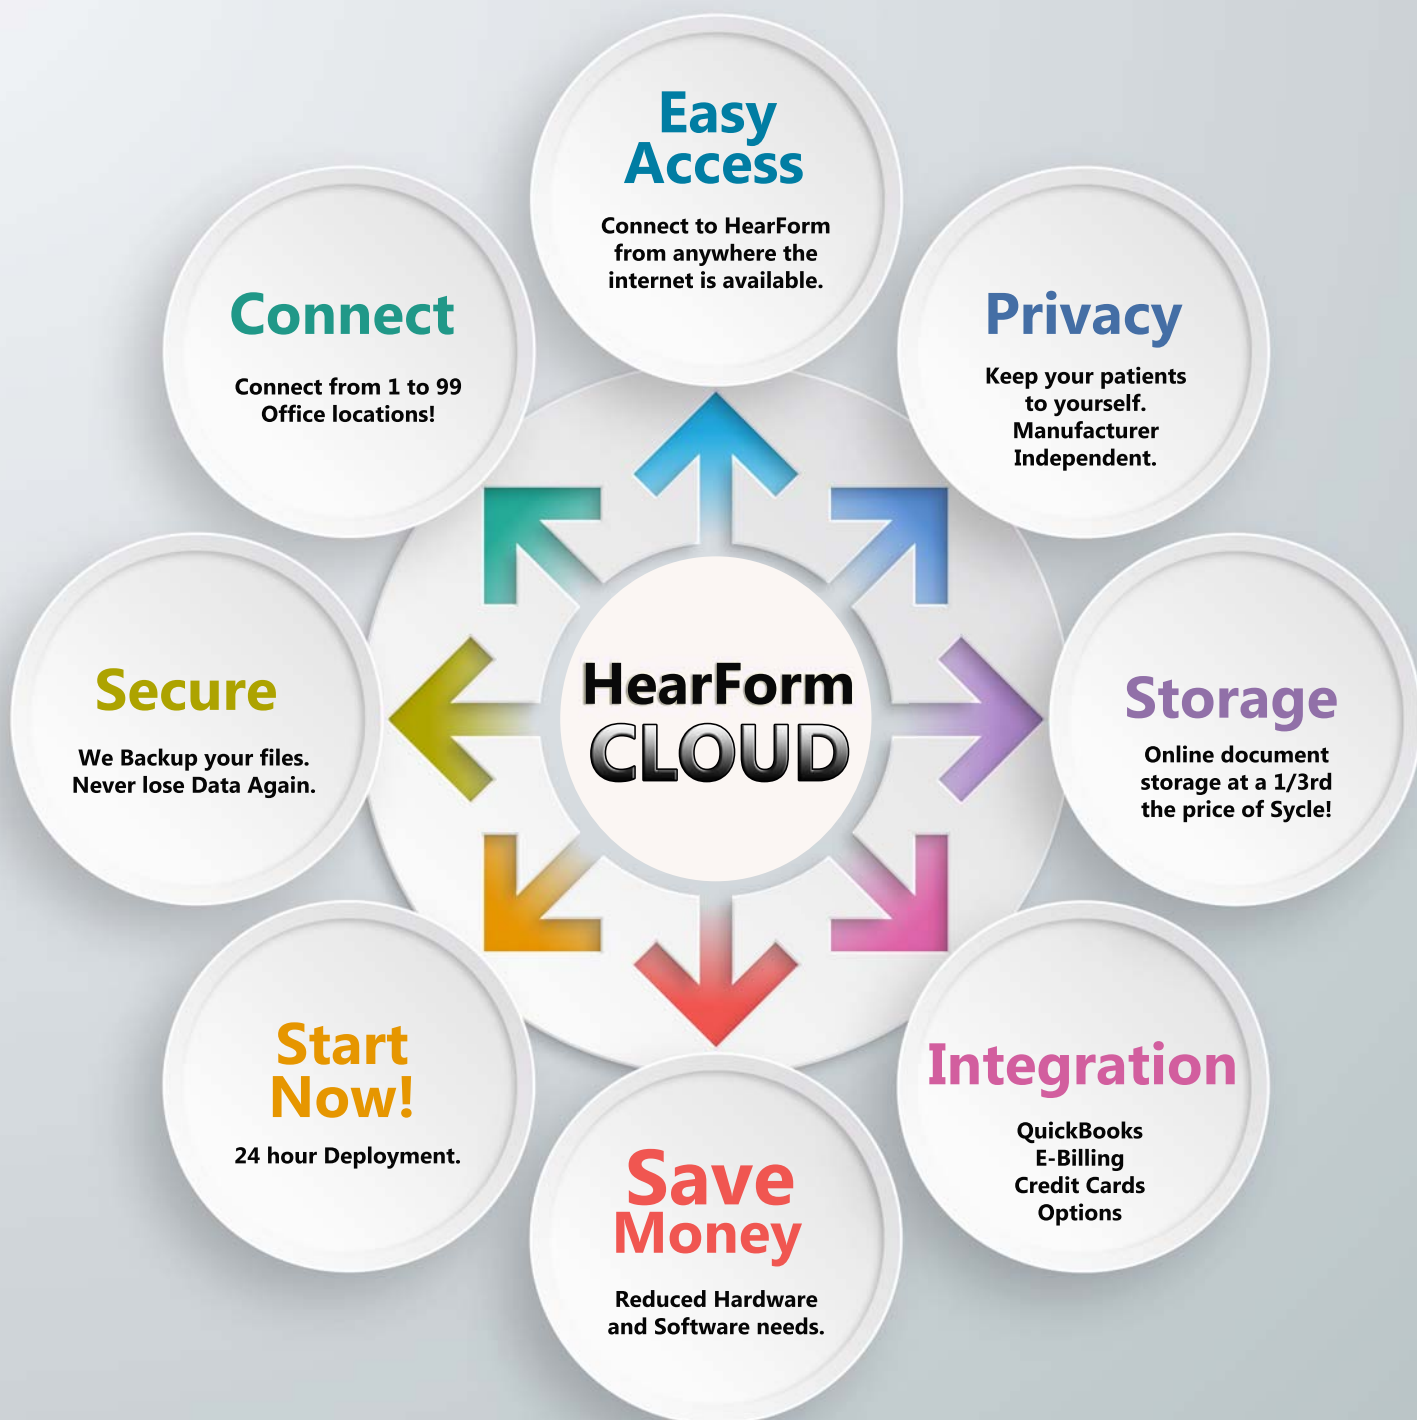 Easy
Access
Connect to HearForm
from anywhere the
internet is available.
Connect
Connect from 1 to 99
Office locations!
Privacy
Keep your patients
to yourself.
Manufacturer
Independent.
Secure
We Backup your files.
Never lose Data Again.
HearForm
CLOUD
Storage
Online document
storage at a 1/3rd
the price of Sycle!
Start
Now!
24 hour Deployment.
Save
Money
Reduced Hardware
and Software needs.
Integration
QuickBooks
E-Billing
Credit Cards
Options